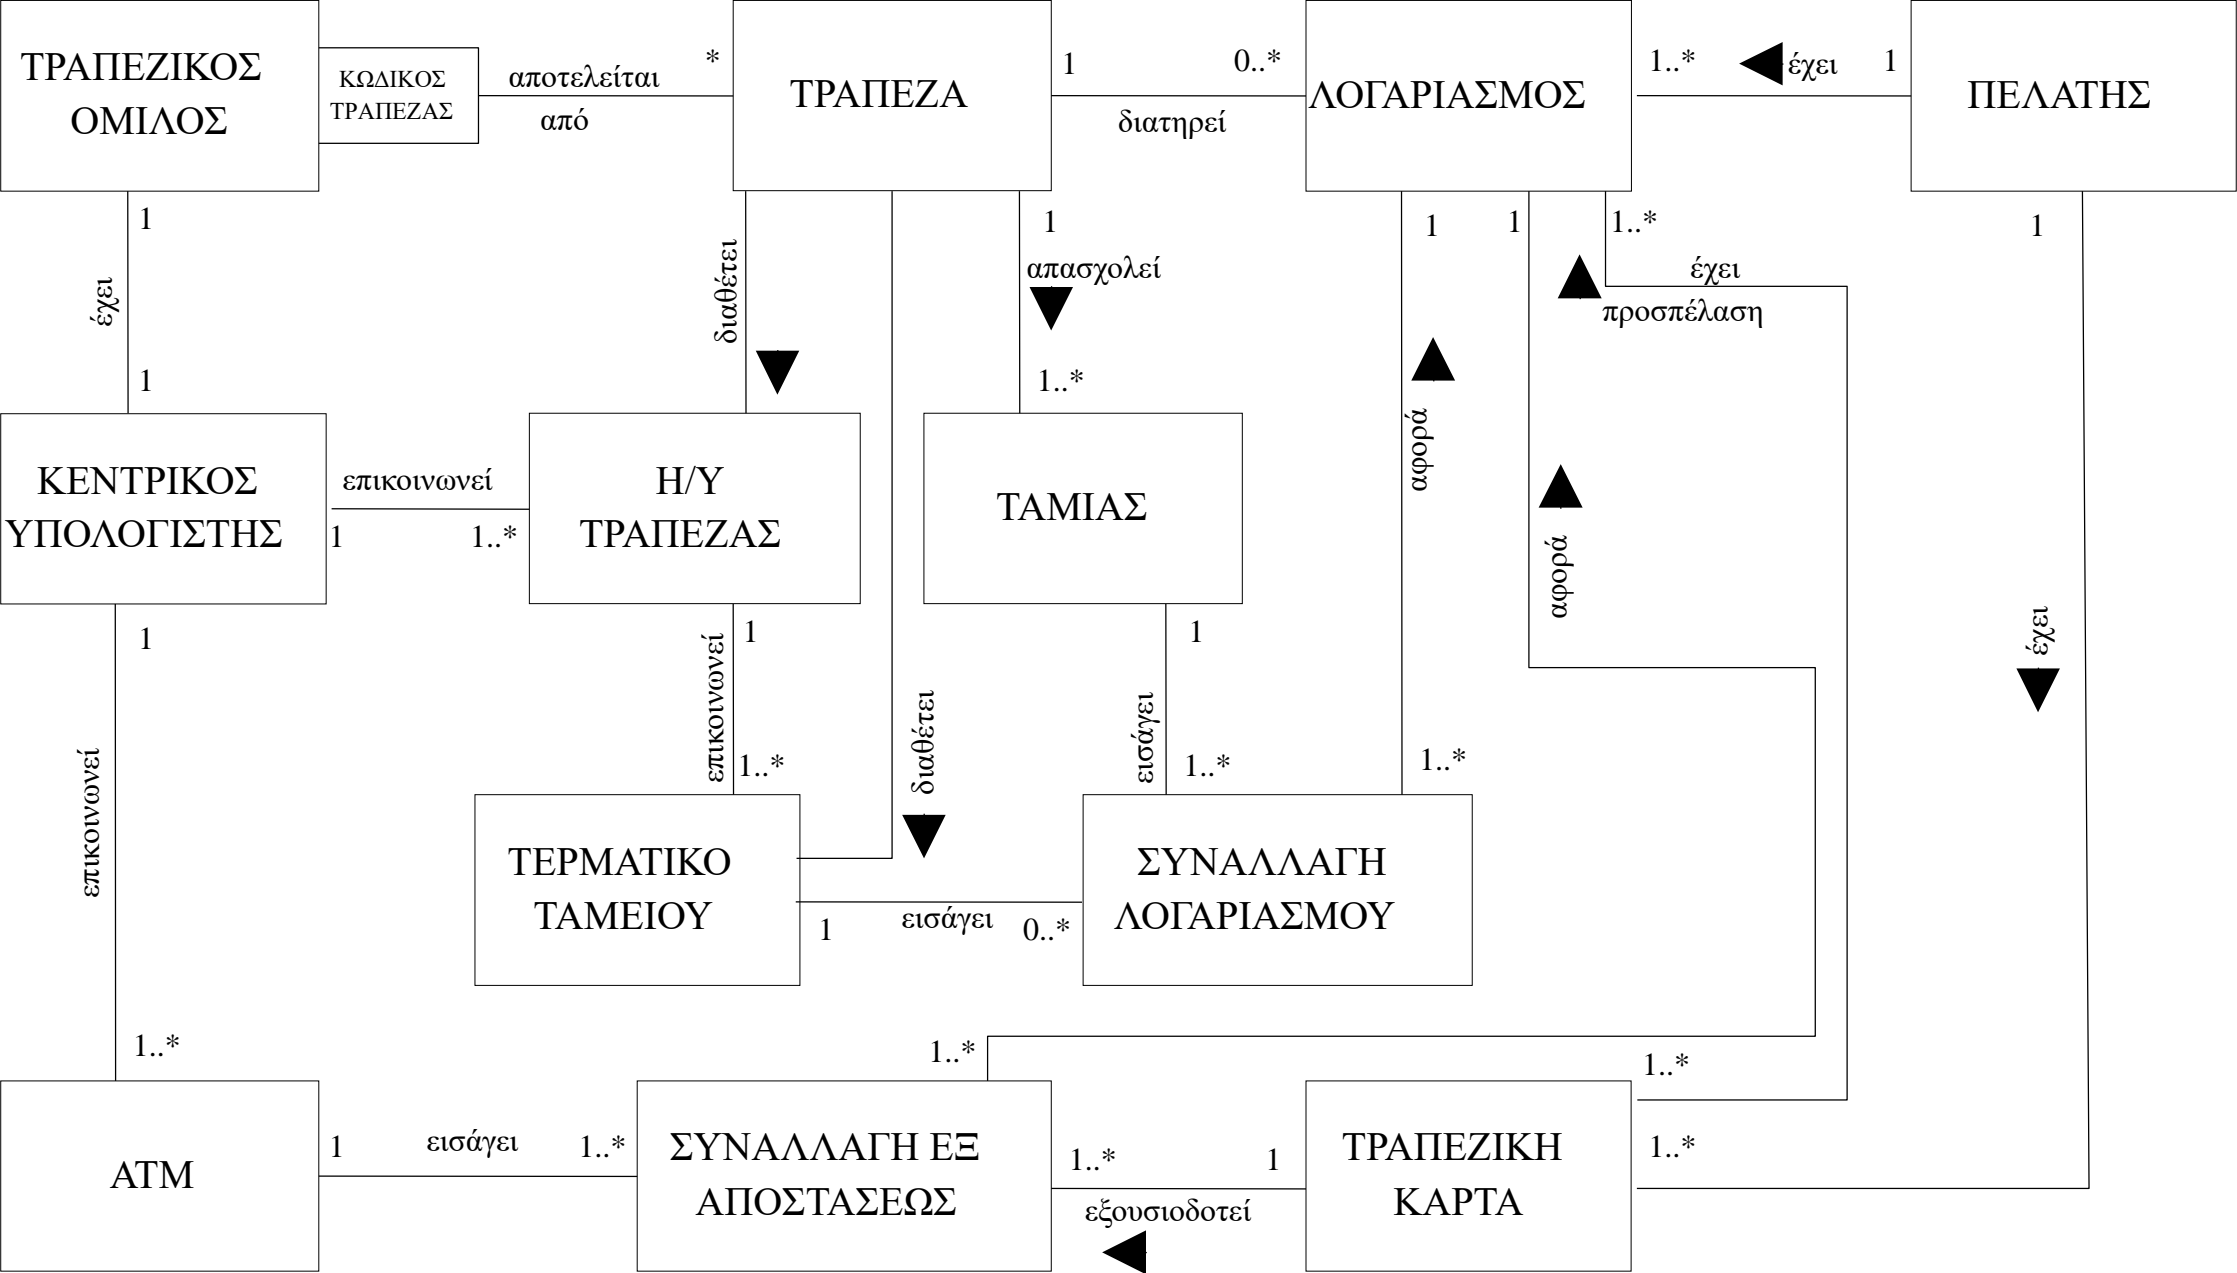 ΤΡΑΠΕΖΙΚΟΣ
ΟΜΙΛΟΣ
ΚΩΔΙΚΟΣ
ΤΡΑΠΕΖΑΣ
αποτελείται
από
*
ΤΡΑΠΕΖΑ
1
0..*
διατηρεί
ΛΟΓΑΡΙΑΣΜΟΣ
1..*
έχει
1
ΠΕΛΑΤΗΣ
1
έχει
1
διαθέτει
1
απασχολεί
1..*
1
1
1..*
έχει
προσπέλαση
1
αφορά
αφορά
έχει
ΚΕΝΤΡΙΚΟΣ
ΥΠΟΛΟΓΙΣΤΗΣ
επικοινωνεί
1
1..*
Η/Υ
ΤΡΑΠΕΖΑΣ
ΤΑΜΙΑΣ
1
επικοινωνεί
1..*
1
επικοινωνεί
1..*
διαθέτει
1
εισάγει
1..*
1..*
ΤΕΡΜΑΤΙΚΟ
ΤΑΜΕΙΟΥ
1
εισάγει
0..*
ΣΥΝΑΛΛΑΓΗ
ΛΟΓΑΡΙΑΣΜΟΥ
1..*
1..*
ΑΤΜ
1
εισάγει
1..*
ΣΥΝΑΛΛΑΓΗ ΕΞ
ΑΠΟΣΤΑΣΕΩΣ
1..*
1
εξουσιοδοτεί
ΤΡΑΠΕΖΙΚΗ
ΚΑΡΤΑ
1..*